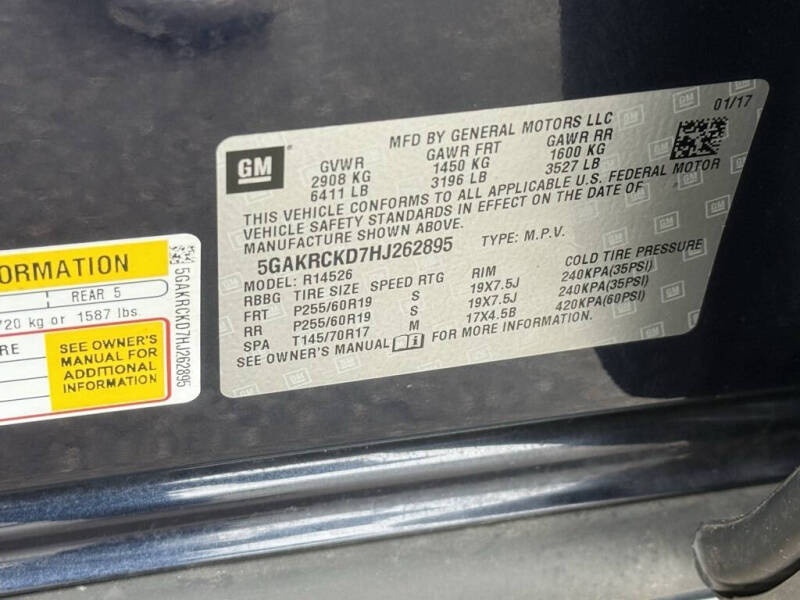 01/17
MFD BY GENERAL MOTORS LLC
GM
GVWR GAWR FRT GAWR RR
2908 KG 1450 KG 1600 KG
6411 LB 3196 LB 3527 LB
THIS VEHICLE CONFORMS TO ALL APPLICABLE U.S. FEDERAL MOTOR
VEHICLE SAFETY STANDARDS IN EFFECT ON THE DATE OF
MANUFACTURE SHOWN ABOVE.
5GAKRCKD7HJ262895 TYPE: M.P.V.
MODEL: R14526
RBBG TIRE SIZE SPEED RTG RIM COLD TIRE PRESSURE
FRT P255/60R19 S 19X7.5J 240KPA(35PSI)
RR P255/60R19 S 19X7.5J 240KPA(35PSI)
SPA T145/70R17 M 17X4.5B 420KPA(60PSI)
SEE OWNER'S MANUAL FOR MORE INFORMATION.
ORMATION
REAR 5
720 kg or 1587 lbs
RE
SEE OWNER'S
MANUAL FOR
ADDITIONAL
INFORMATION
5GAKRCKD7HJ262895